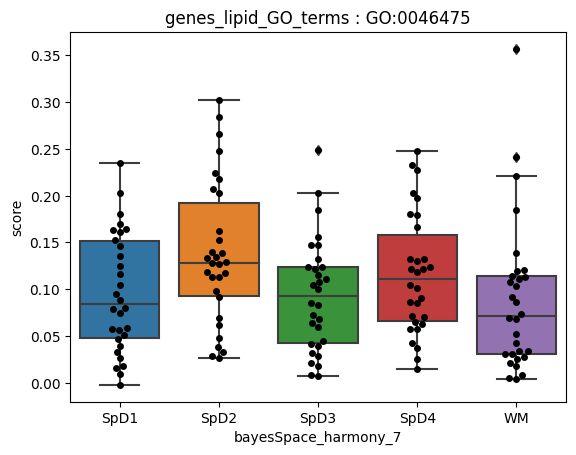 genes_lipid_GO_terms : GO:0046475
score
0.35
0.30
0.25
0.20
0.15
0.10
0.05
0.00
SpD1 SpD2 SpD3 SpD4 WM
bayesSpace_harmony_7